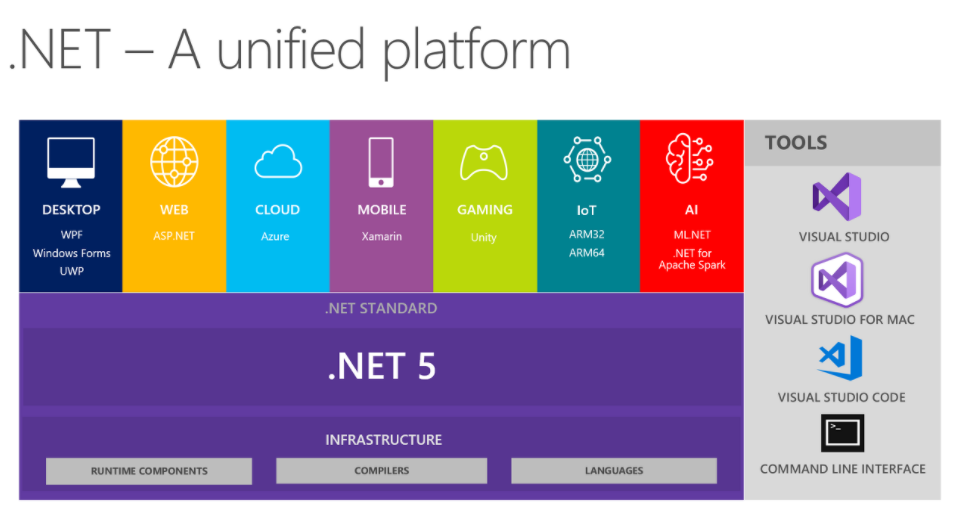 .NET – A unified platform
DESKTOP
WPF
Windows Forms
UWP
WEB
ASP.NET
CLOUD
Azure
MOBILE
Xamarin
GAMING
Unity
IoT
ARM32
ARM64
AI
ML.NET
.NET for
Apache Spark
.NET STANDARD
.NET 5
INFRASTRUCTURE
RUNTIME COMPONENTS
COMPILERS
LANGUAGES
TOOLS
VISUAL STUDIO
VISUAL STUDIO FOR MAC
VISUAL STUDIO CODE
>_
COMMAND LINE INTERFACE